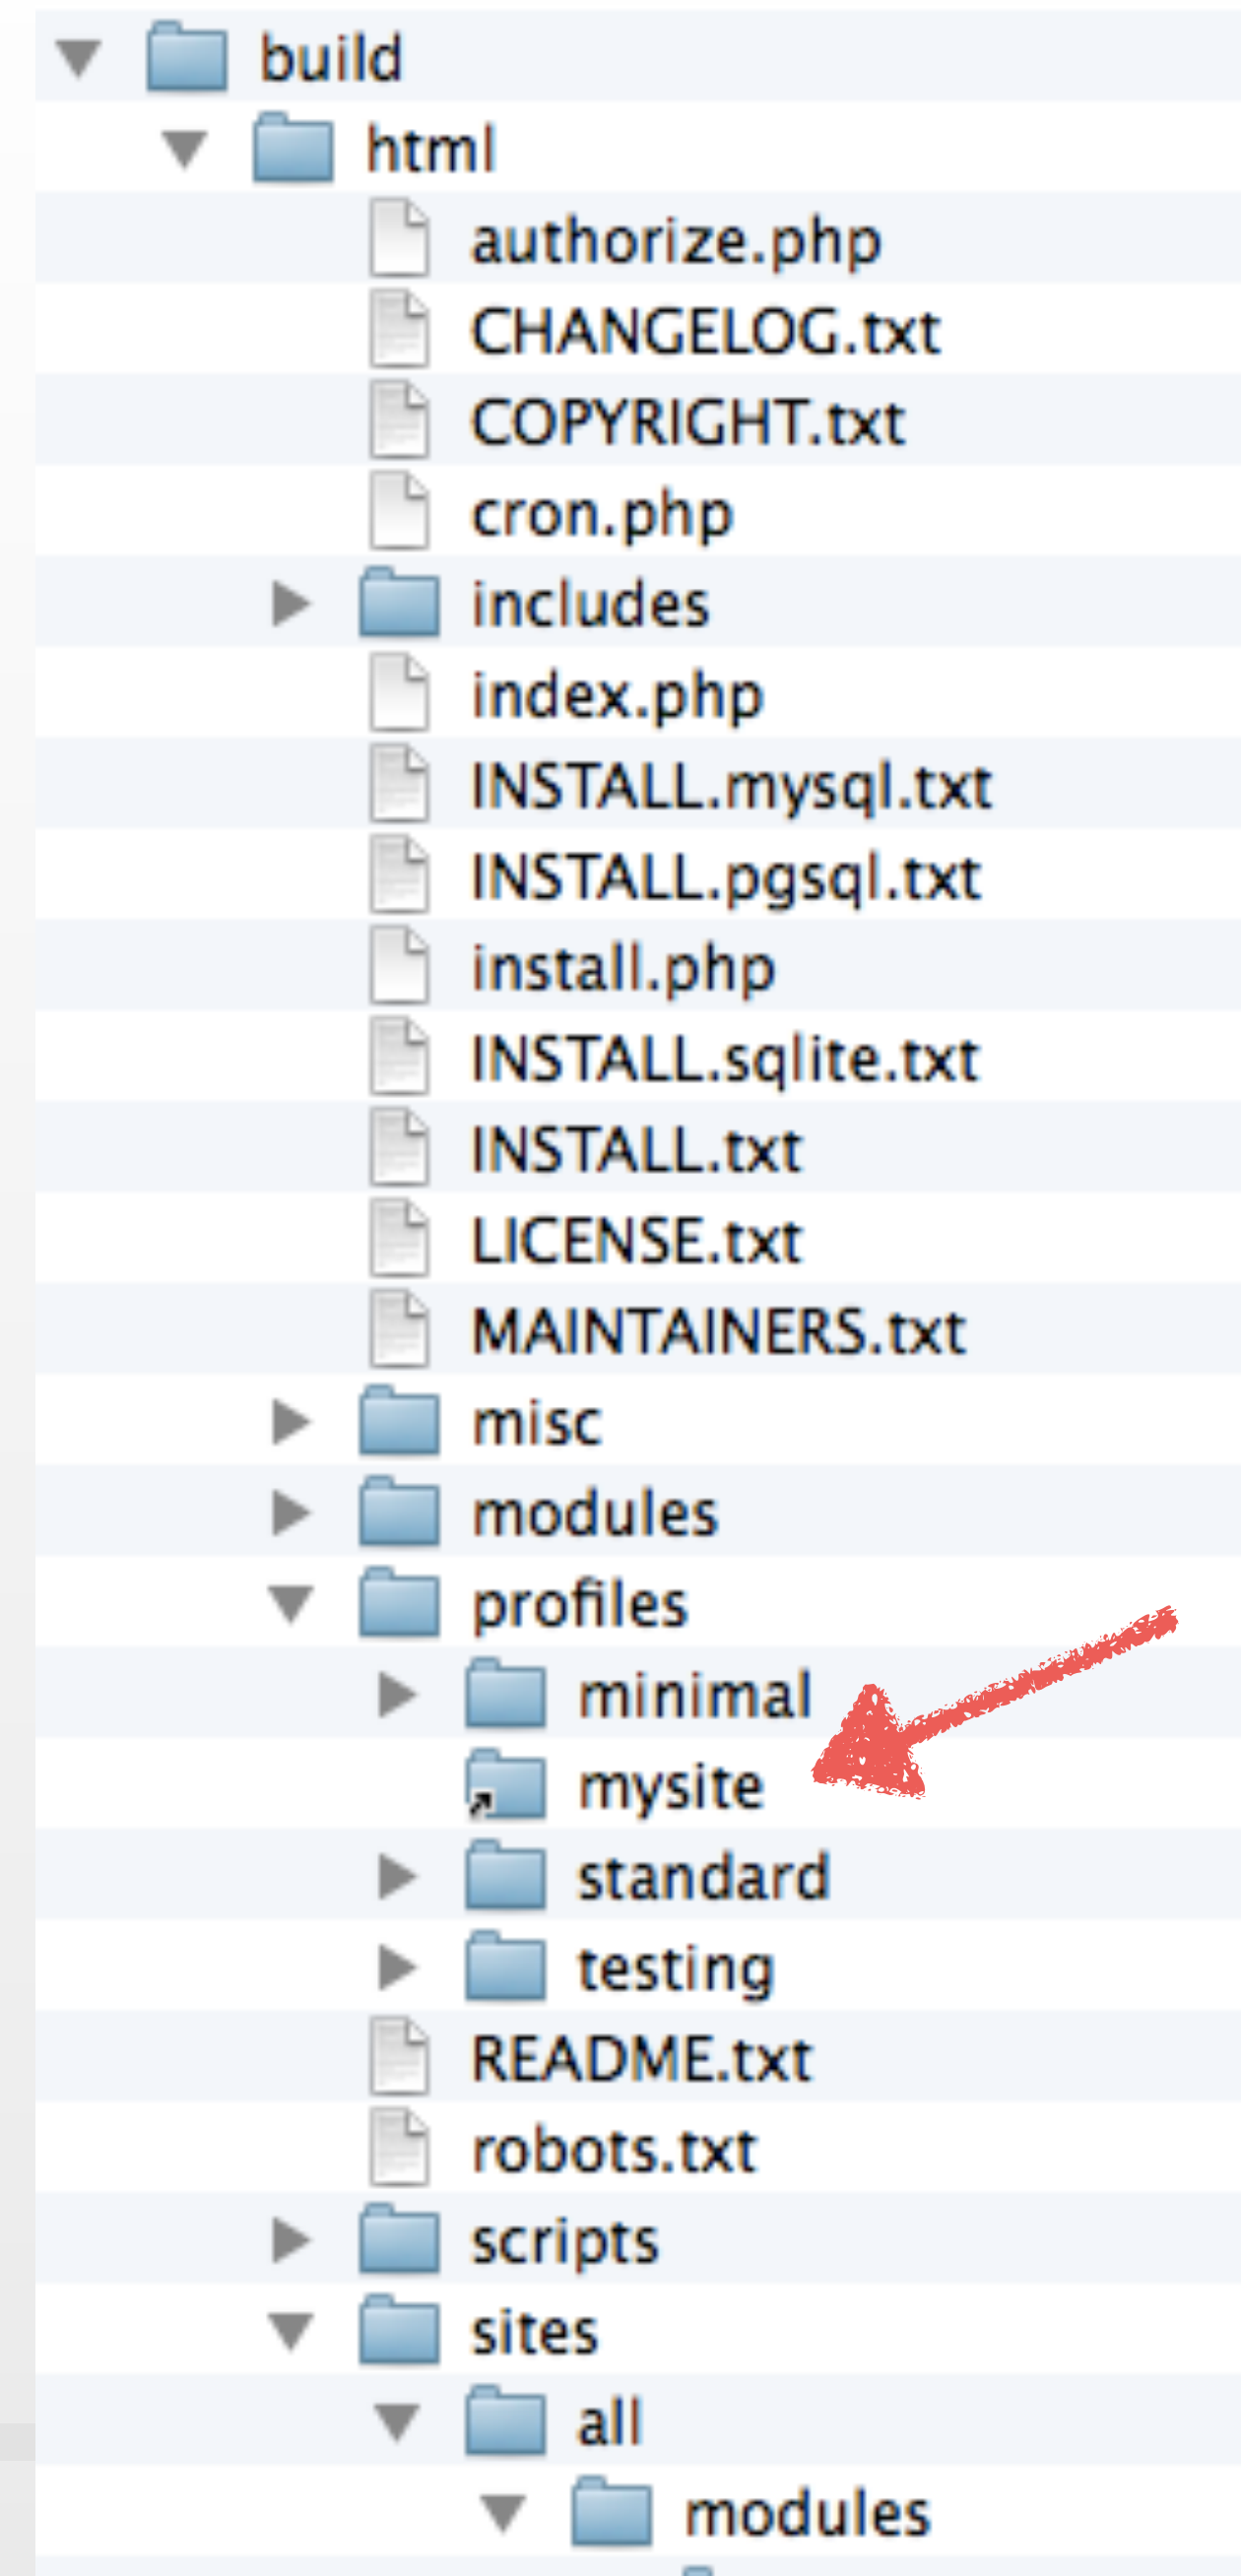 build
html
authorize.php
CHANGELOG.txt
COPYRIGHT.txt
cron.php
includes
index.php
INSTALL.mysql.txt
INSTALL.pgsql.txt
install.php
INSTALL.sqlite.txt
INSTALL.txt
LICENSE.txt
MAINTAINERS.txt
misc
modules
profiles
minimal
mysite
standard
testing
README.txt
robots.txt
scripts
sites
all
modules